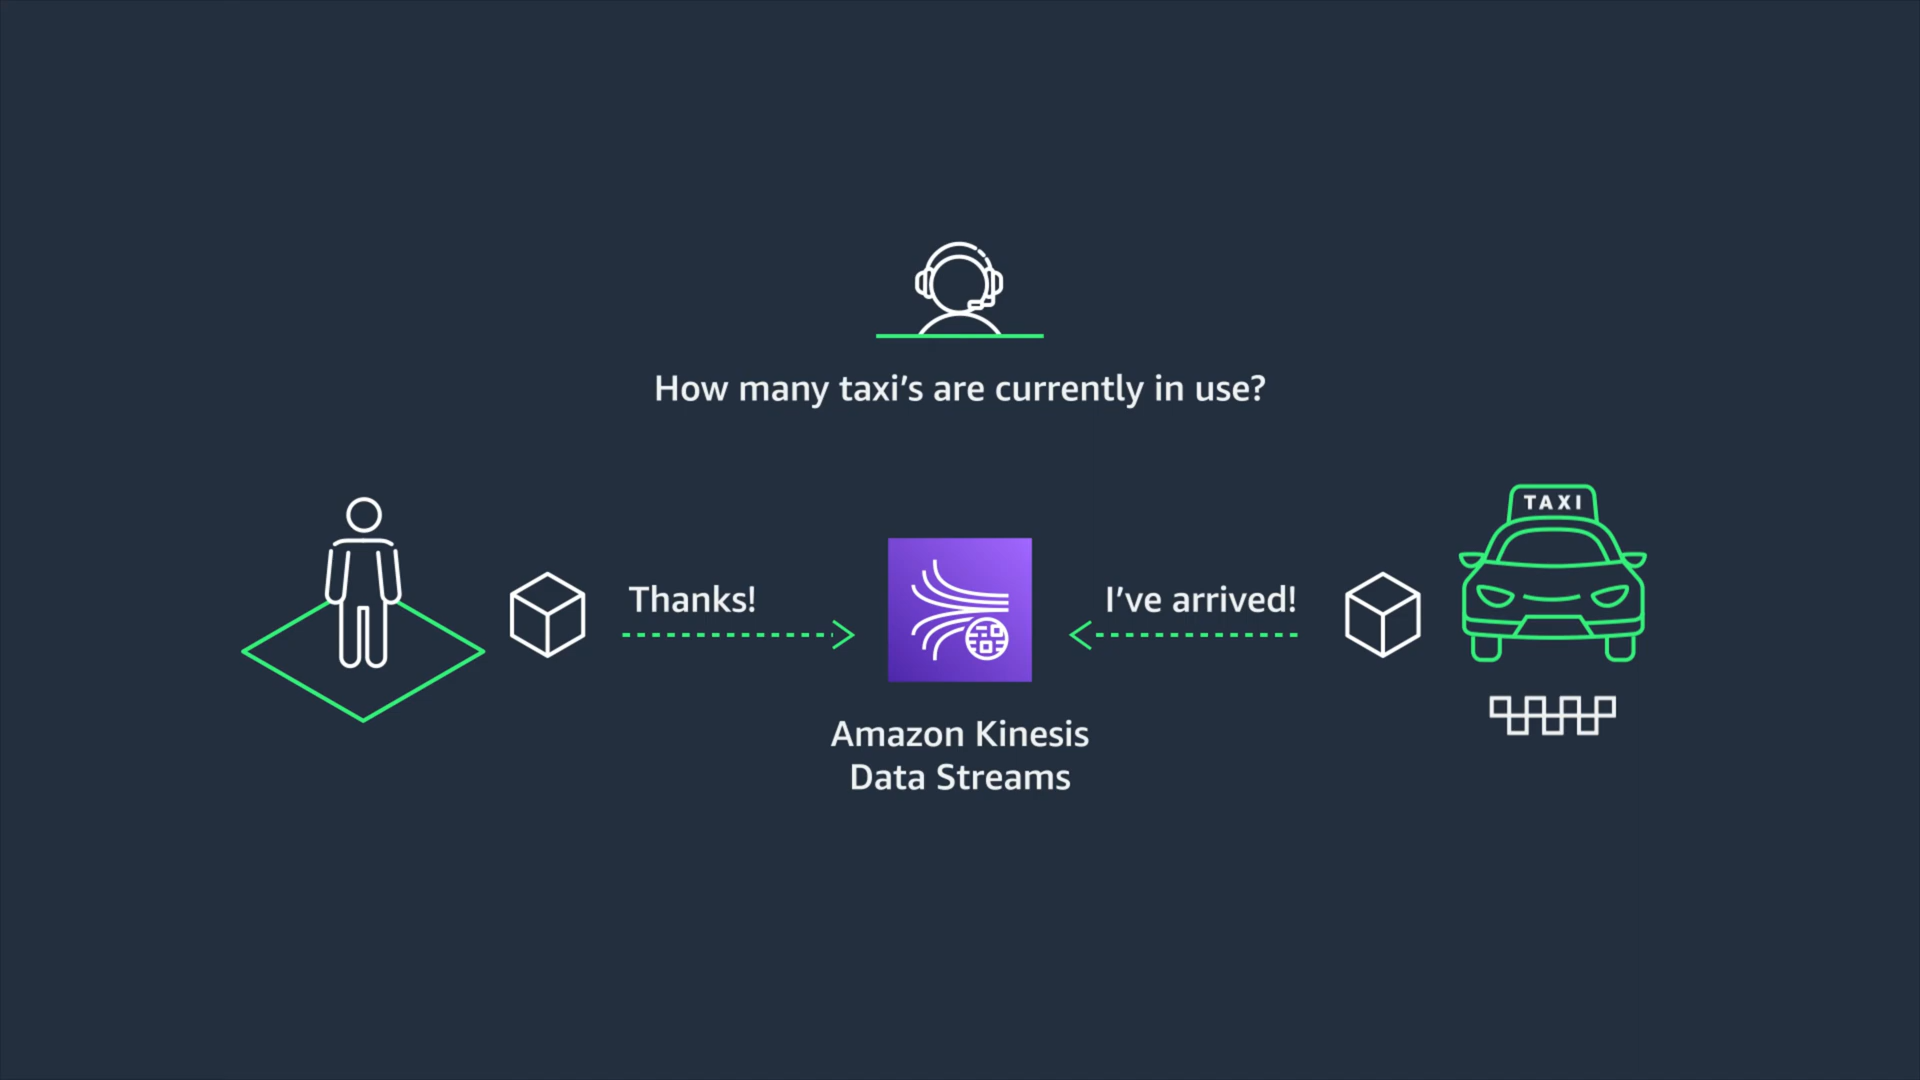 How many taxi's are currently in use?
TAXI
Thanks!
I've arrived!
Amazon Kinesis
Data Streams